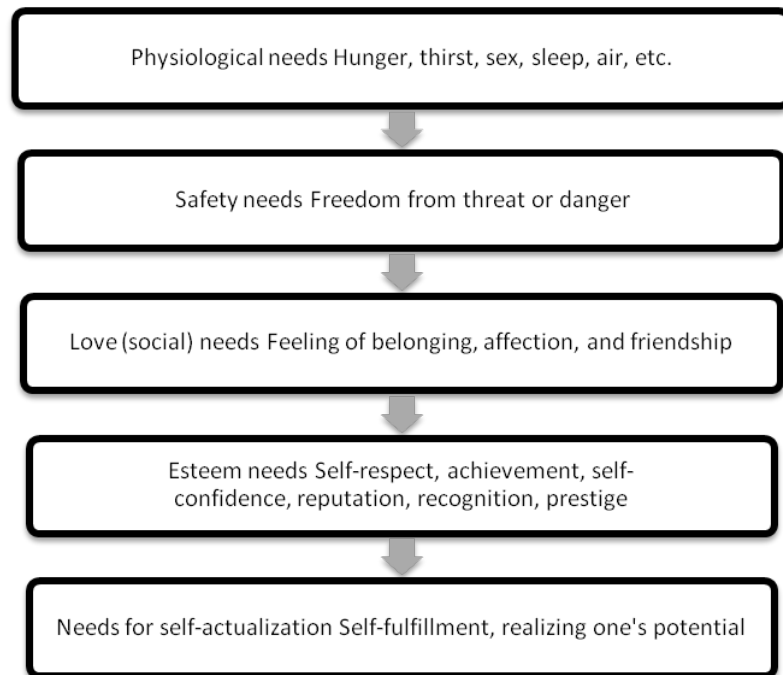 Physiological needs Hunger, thirst, sex, sleep, air, etc.
Safety needs Freedom from threat or danger
Love (social) needs Feeling of belonging, affection, and friendship
Esteem needs Self-respect, achievement, self-
confidence, reputation, recognition, prestige
Needs for self-actualization Self-fulfillment, realizing one's potential